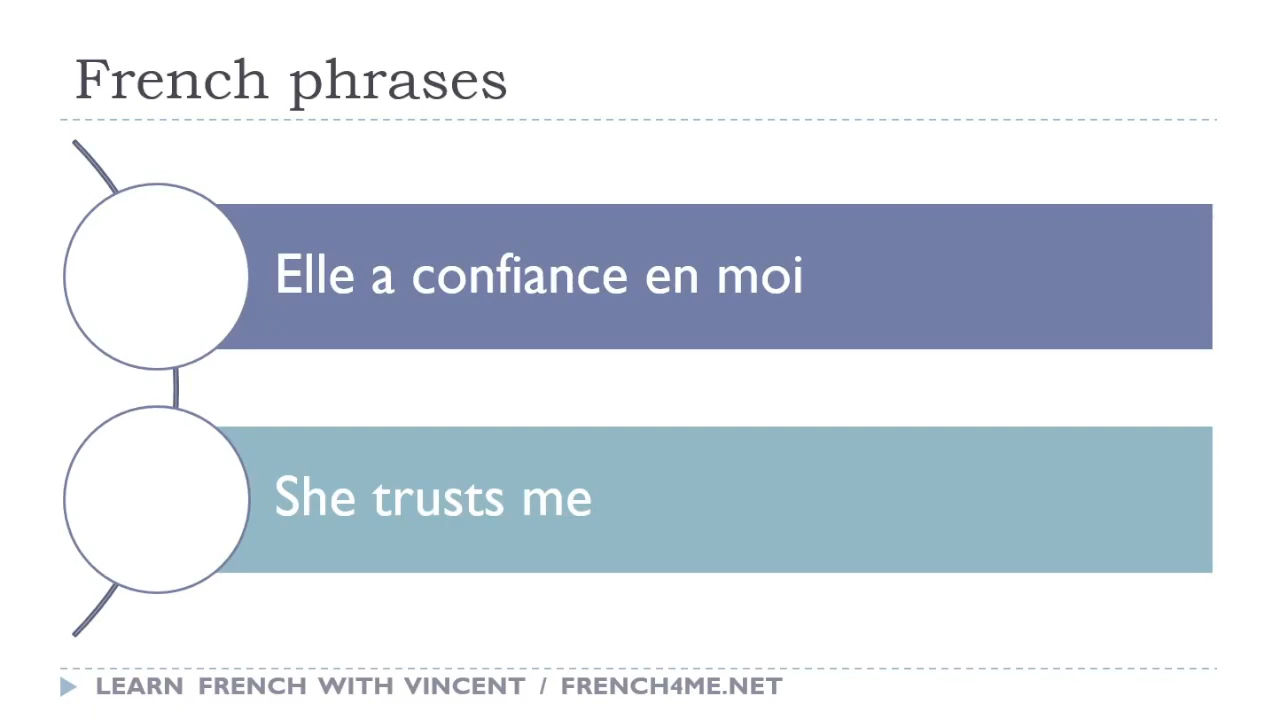 French phrases
Elle a confiance en moi
She trusts me
LEARN FRENCH WITH VINCENT / FRENCH4ME.NET